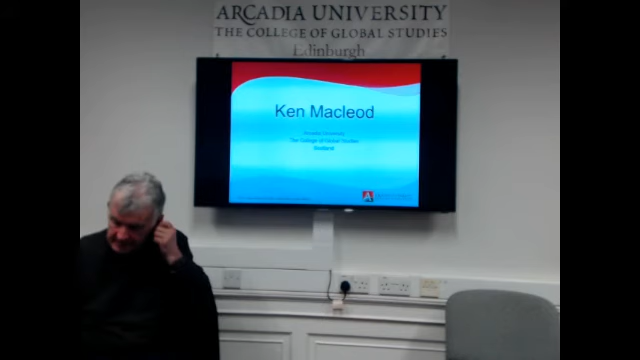 ARCADIA UNIVERSITY
THE COLLEGE OF GLOBAL STUDIES
Edinburgh
Ken Macleod
Arcadia University
The College of Global Studies
Scotland